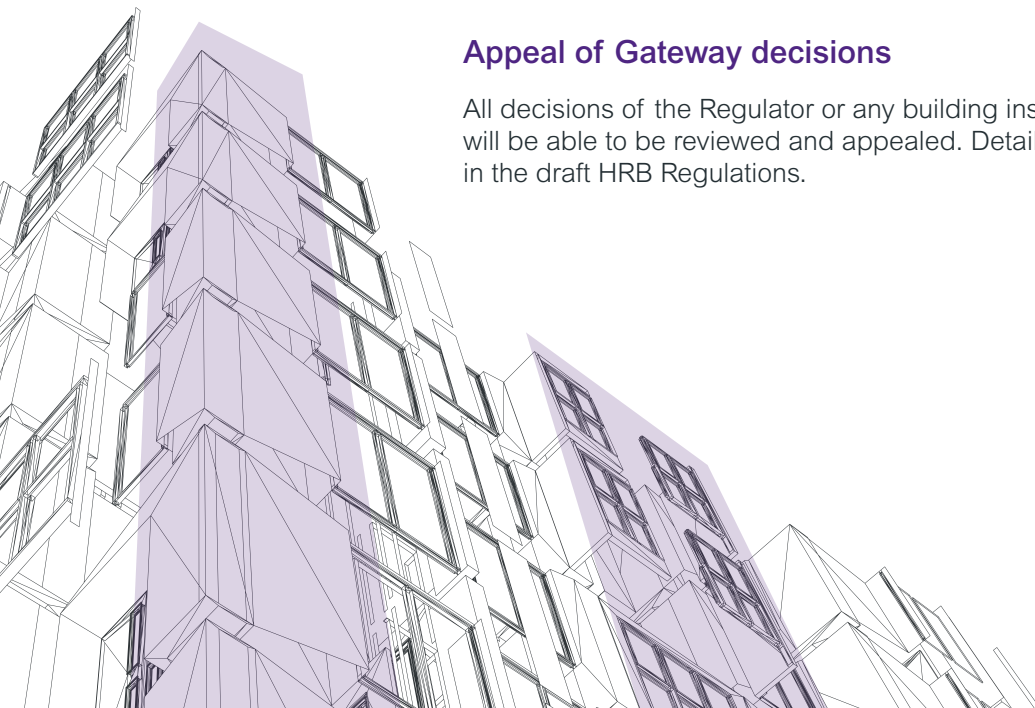 Appeal of Gateway decisions
All decisions of the Regulator or any building
will be able to be reviewed and appealed.
in the draft HRB Regulations.